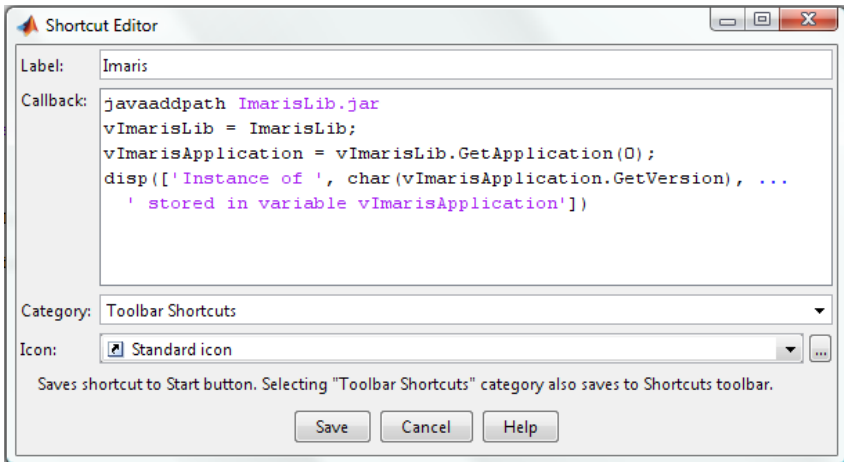 Shortcut Editor
Label: Imaris
Callback: javaaddpath ImarisLib.jar
vImarisLib = ImarisLib;
vImarisApplication = vImarisLib.GetApplication(0);
disp(['Instance of ', char(vImarisApplication.GetVersion), ...
' stored in variable vImarisApplication'])
Category: Toolbar Shortcuts
Icon: Standard icon ...
Saves shortcut to Start button. Selecting "Toolbar Shortcuts" category also saves to Shortcuts toolbar.
Save Cancel Help